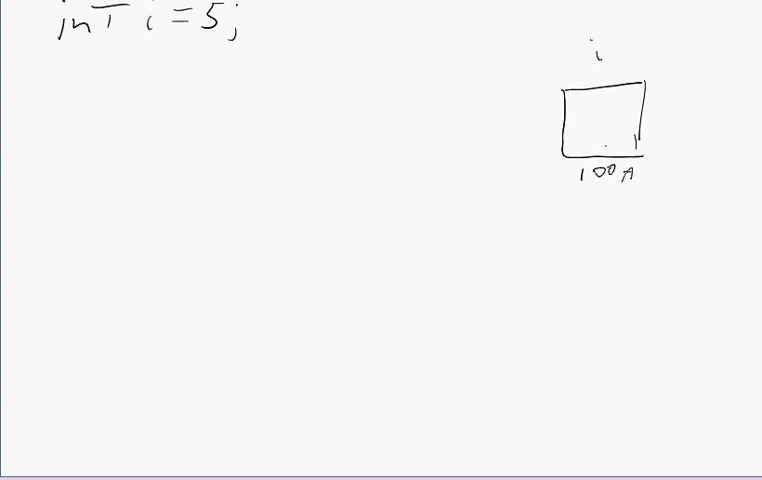 int i = 5;
i
100A